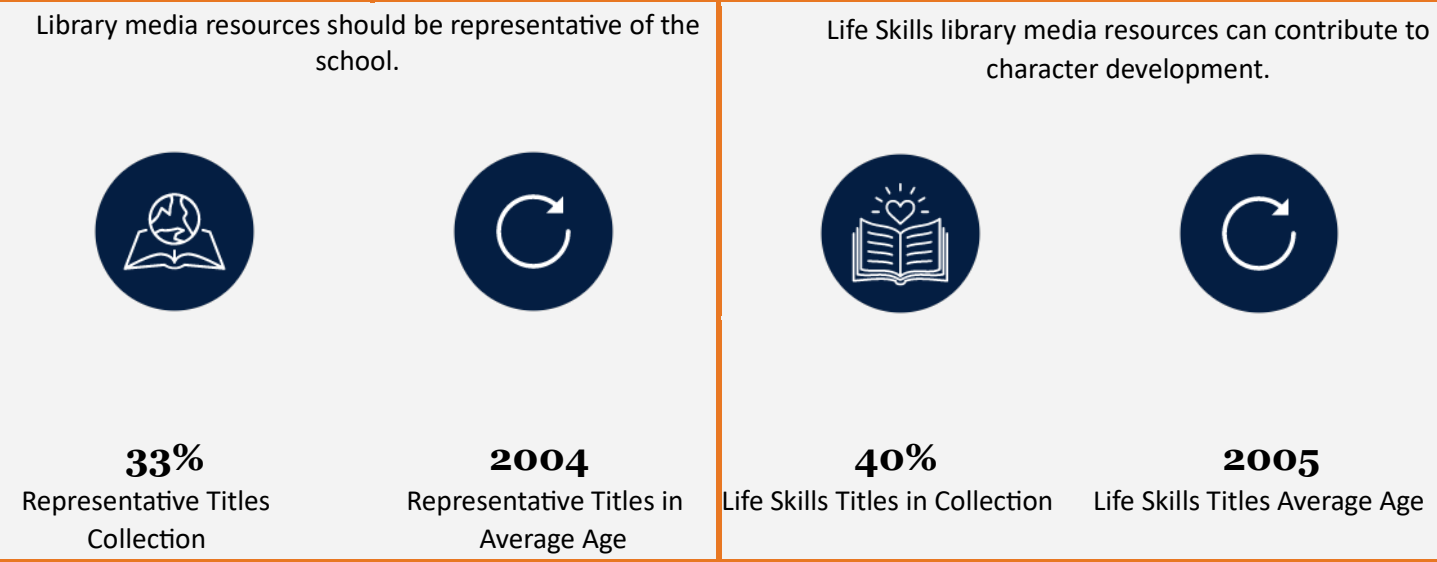 Library media resources should be representative of the
school.
33%
Representative Titles
Collection
2004
Representative Titles in
Average Age
Life Skills library media resources can contribute to
character development.
40%
Life Skills Titles in Collection
2005
Life Skills Titles Average Age